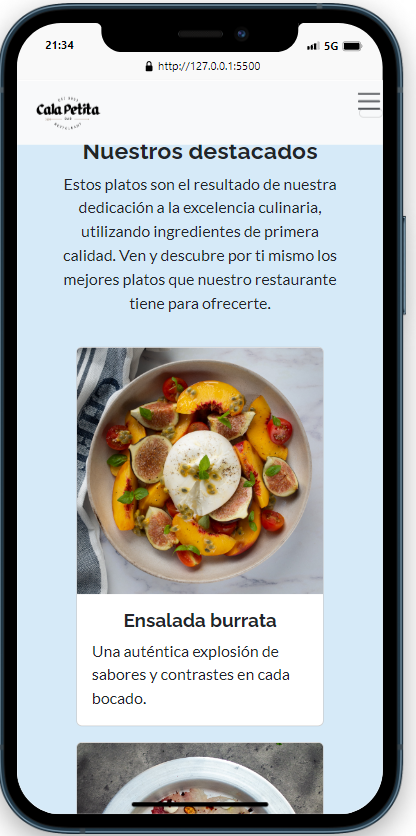 21:34
5G
http://127.0.0.1:5500
Cala Petita
BAR
RESTAURANT
Nuestros destacados
Estos platos son el resultado de nuestra
dedicación a la excelencia culinaria,
utilizando ingredientes de primera
calidad. Ven y descubre por ti mismo los
mejores platos que nuestro restaurante
tiene para ofrecerte.
Ensalada burrata
Una auténtica explosión de
sabores y contrastes en cada
bocado.